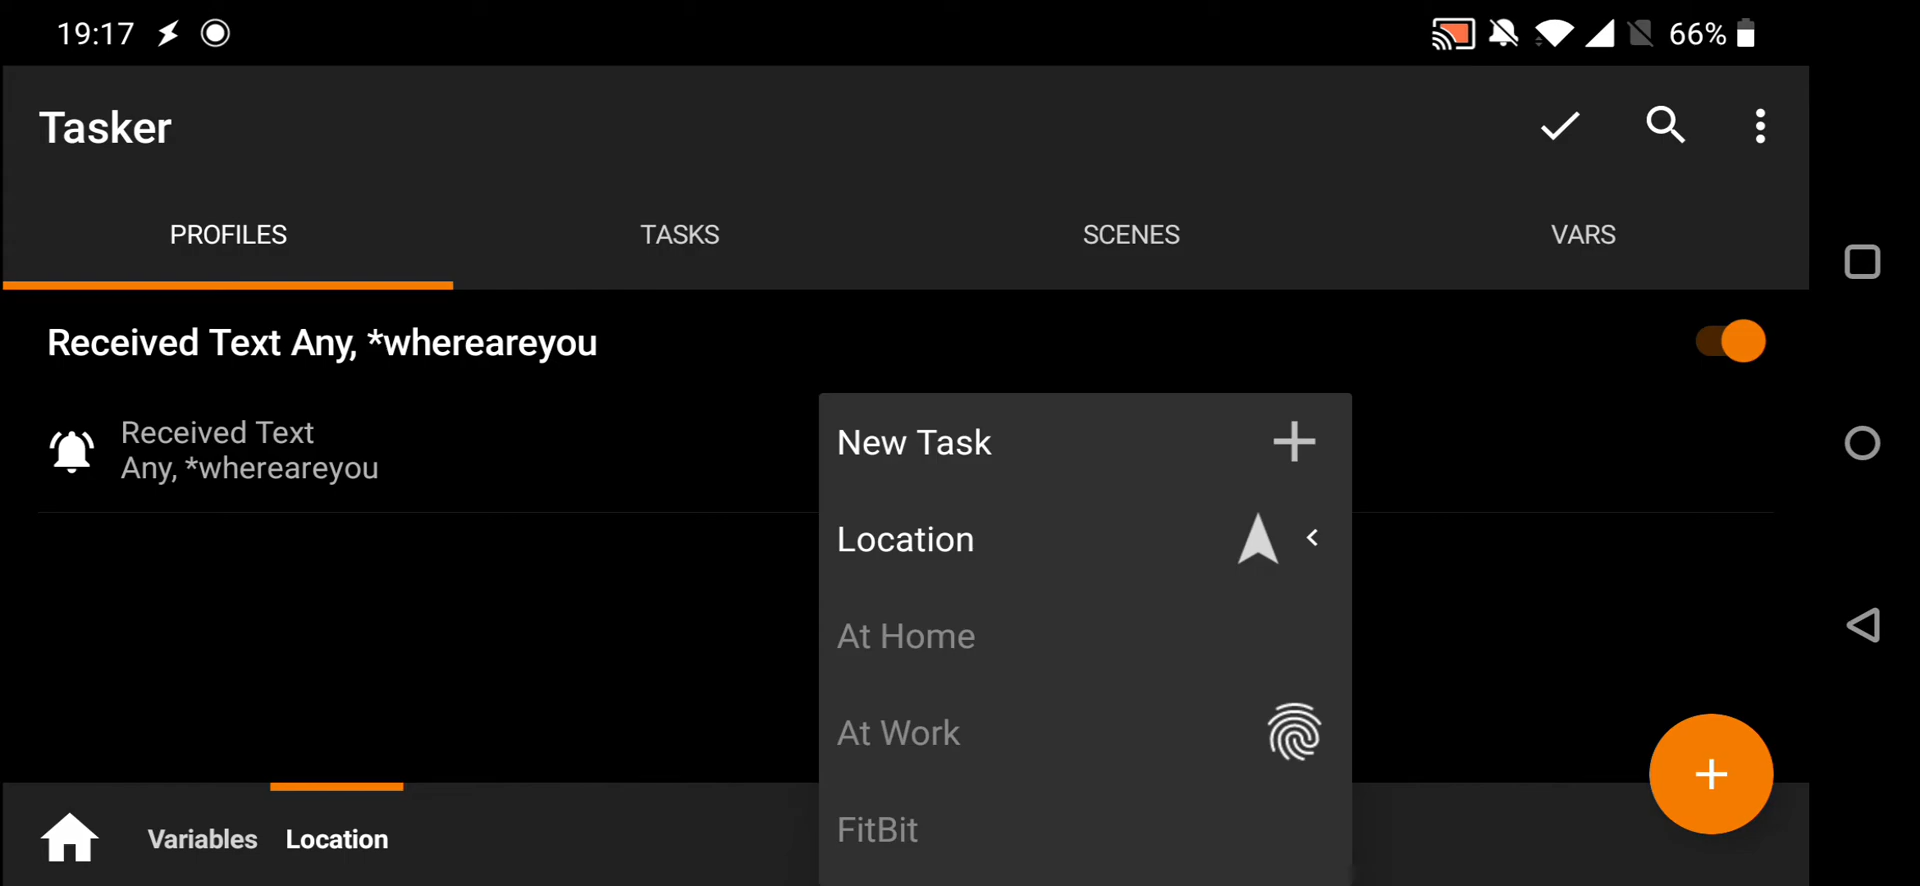 19:17
66%
Tasker
PROFILES
TASKS
SCENES
VARS
Received Text Any, *whereareyou
Received Text
Any, *whereareyou
New Task
Location
At Home
At Work
FitBit
Variables
Location